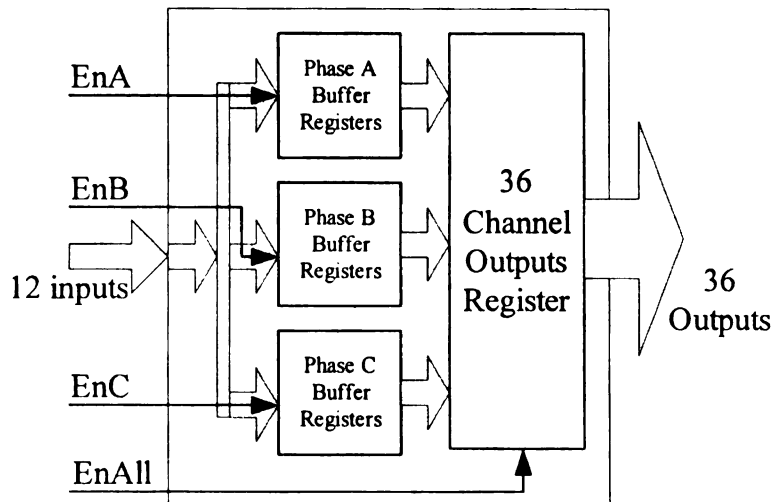 EnA
Phase A
Buffer
Registers
EnB
Phase B
Buffer
Registers
12 inputs
EnC
Phase C
Buffer
Registers
EnAll
36
Channel
Outputs
Register
36
Outputs